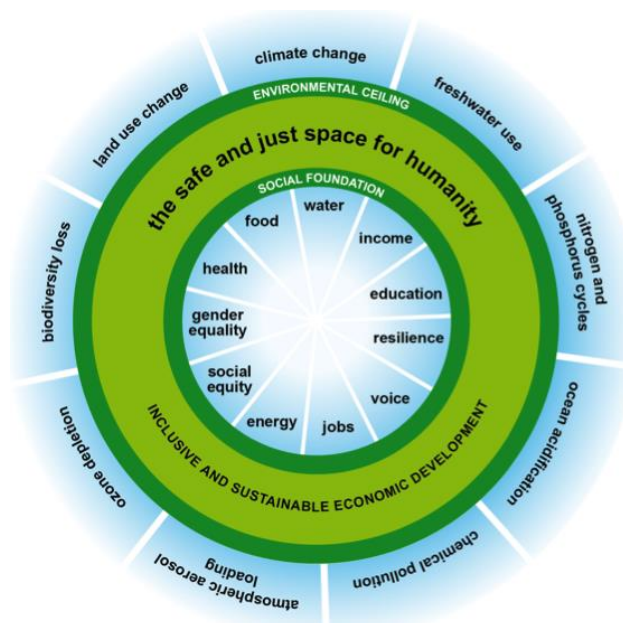 climate change
freshwater use
nitrogen and
phosphorus cycles
ocean acidification
chemical pollution
atmospheric aerosol
loading
ozone depletion
biodiversity loss
land use change
ENVIRONMENTAL CEILING
the safe and just space for humanity
SOCIAL FOUNDATION
water
income
education
resilience
voice
jobs
energy
social
equity
gender
equality
health
food
INCLUSIVE AND SUSTAINABLE ECONOMIC DEVELOPMENT